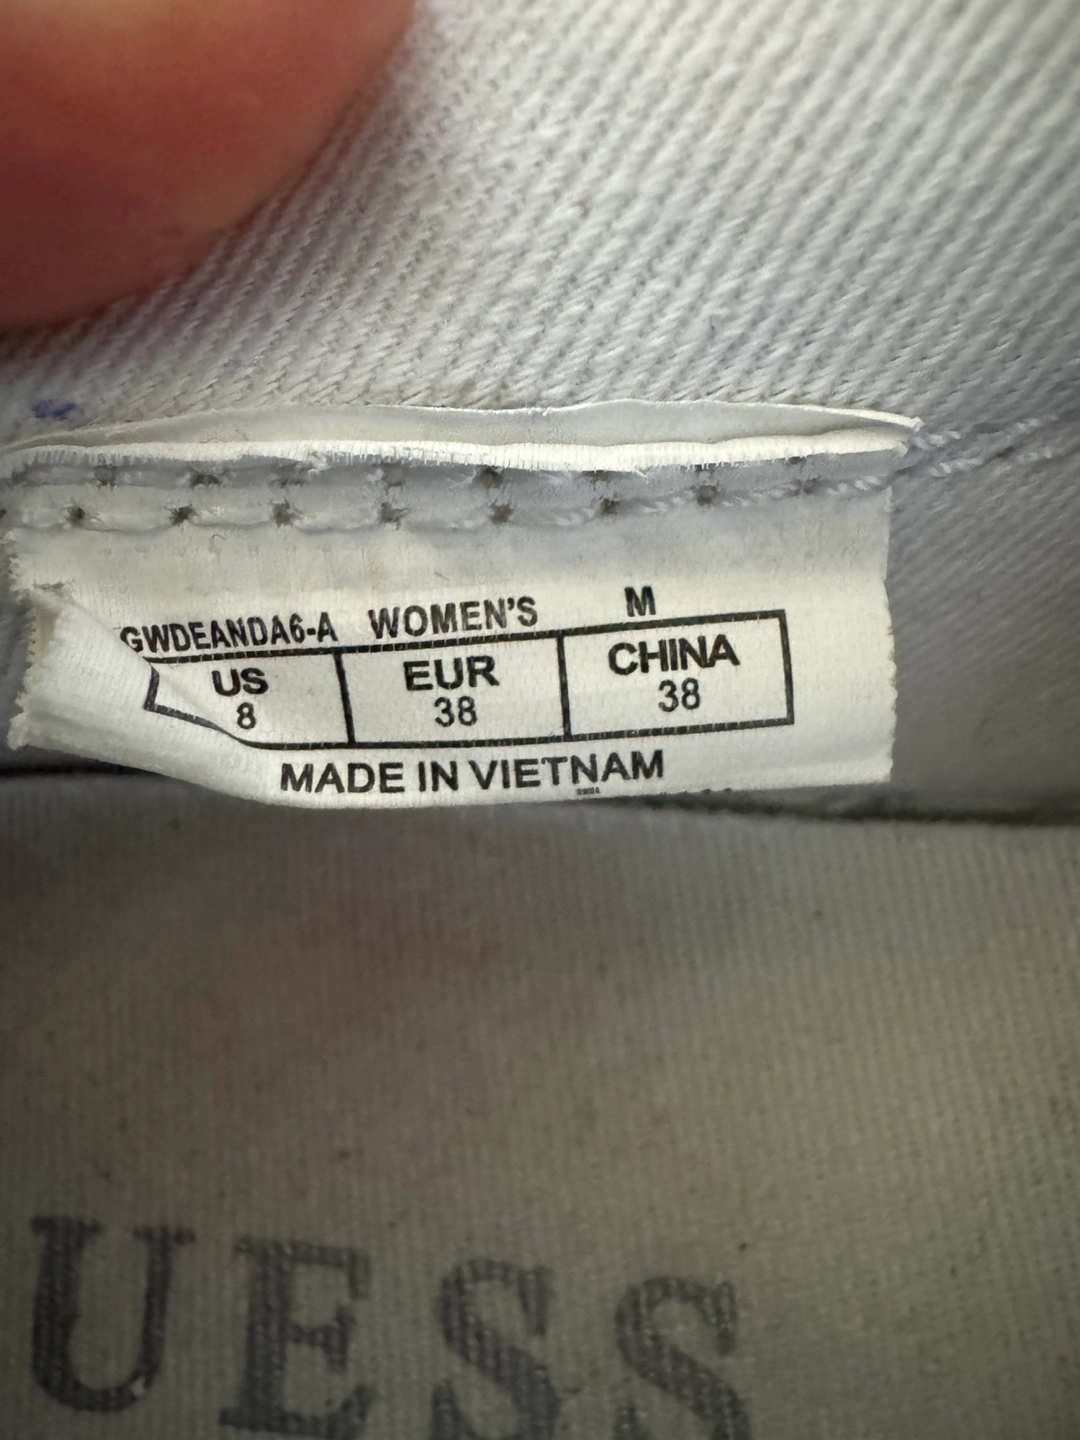 GWDEANDA6-A WOMEN'S M
US EUR CHINA
8 38 38
MADE IN VIETNAM
UESS